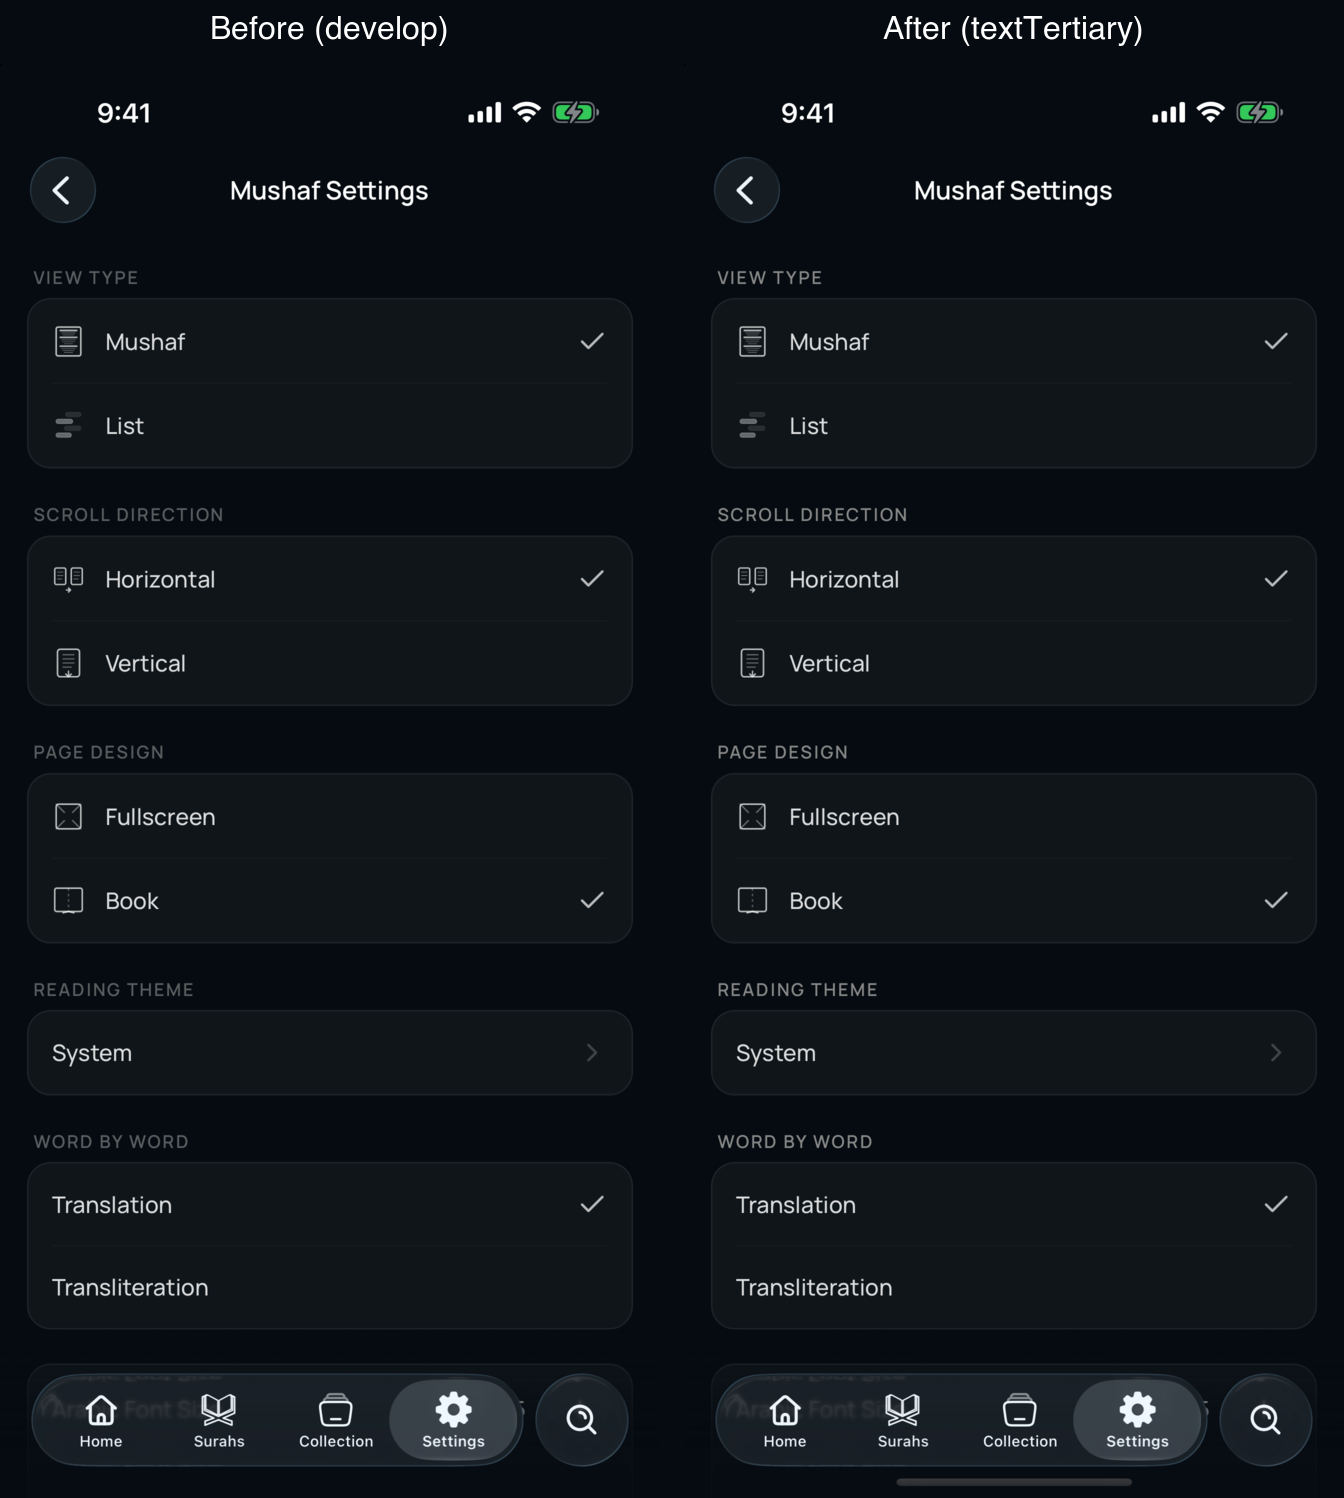 Before (develop)
9:41
Mushaf Settings
VIEW TYPE
Mushaf
List
SCROLL DIRECTION
Horizontal
Vertical
PAGE DESIGN
Fullscreen
Book
READING THEME
System
WORD BY WORD
Translation
Transliteration
Font
Home
Surahs
Collection
Settings
After (textTertiary)
9:41
Mushaf Settings
VIEW TYPE
Mushaf
List
SCROLL DIRECTION
Horizontal
Vertical
PAGE DESIGN
Fullscreen
Book
READING THEME
System
WORD BY WORD
Translation
Transliteration
Font
Home
Surahs
Collection
Settings